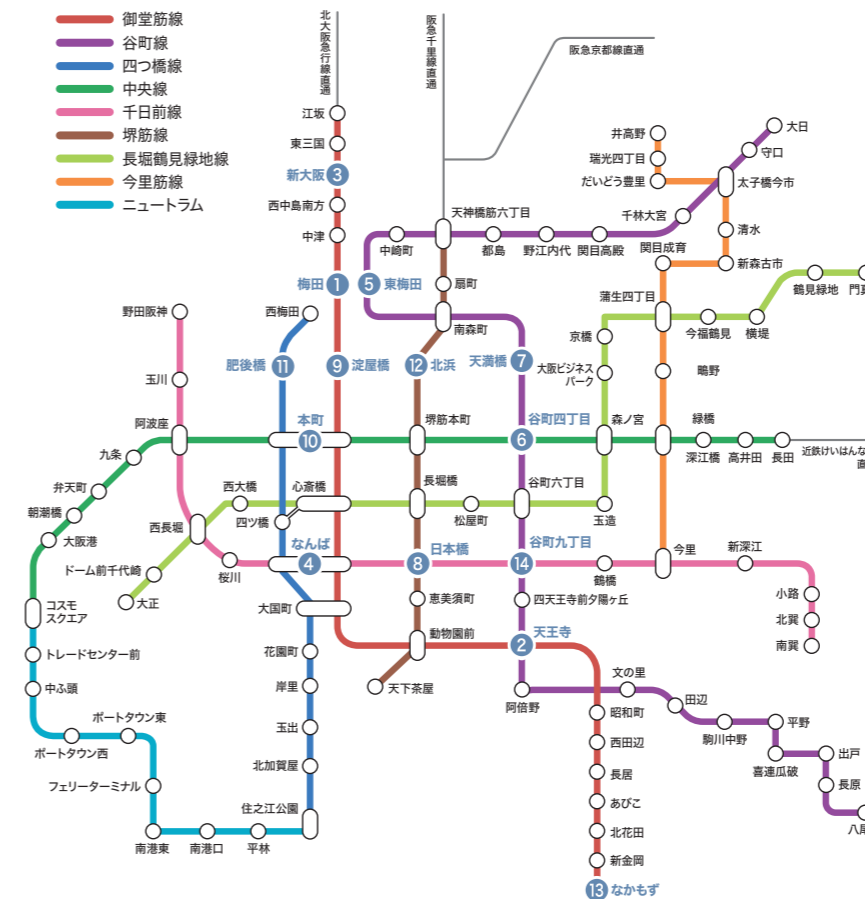 御堂筋線
谷町線
四つ橋線
中央線
千日前線
堺筋線
長堀鶴見緑地線
今里筋線
ニュートラム
北大阪急行線直通
阪急千里線直通
阪急京都線直通
江坂
東三国
新大阪
3
西中島南方
中津
梅田
1
5
東梅田
中崎町
天神橋筋六丁目
都島
野江内代
関目高殿
千林大宮
太子橋今市
守口
大日
井高野
瑞光四丁目
だいどう豊里
清水
新森古市
関目成育
蒲生四丁目
鶴見緑地
門真
今福鶴見
横堤
扇町
南森町
野田阪神
西梅田
京橋
大阪ビジネス
パーク
鴫野
玉川
肥後橋
11
9
淀屋橋
12
北浜
天満橋
7
阿波座
本町
10
堺筋本町
谷町四丁目
6
森ノ宮
緑橋
深江橋
高井田
長田
近鉄けいはんな
直
九条
弁天町
朝潮橋
大阪港
コスモ
スクエア
西大橋
四ツ橋
心斎橋
長堀橋
松屋町
谷町六丁目
玉造
西長堀
ドーム前千代崎
大正
桜川
なんば
4
日本橋
8
谷町九丁目
14
鶴橋
今里
新深江
小路
北巽
南巽
大国町
恵美須町
四天王寺前夕陽ヶ丘
動物園前
天王寺
2
天下茶屋
トレードセンター前
中ふ頭
ポートタウン西
ポートタウン東
フェリーターミナル
南港東
南港口
平林
住之江公園
花園町
岸里
玉出
北加賀屋
阿倍野
文の里
田辺
駒川中野
平野
喜連瓜破
出戸
長原
八尾
昭和町
西田辺
長居
あびこ
北花田
新金岡
13
なかもず